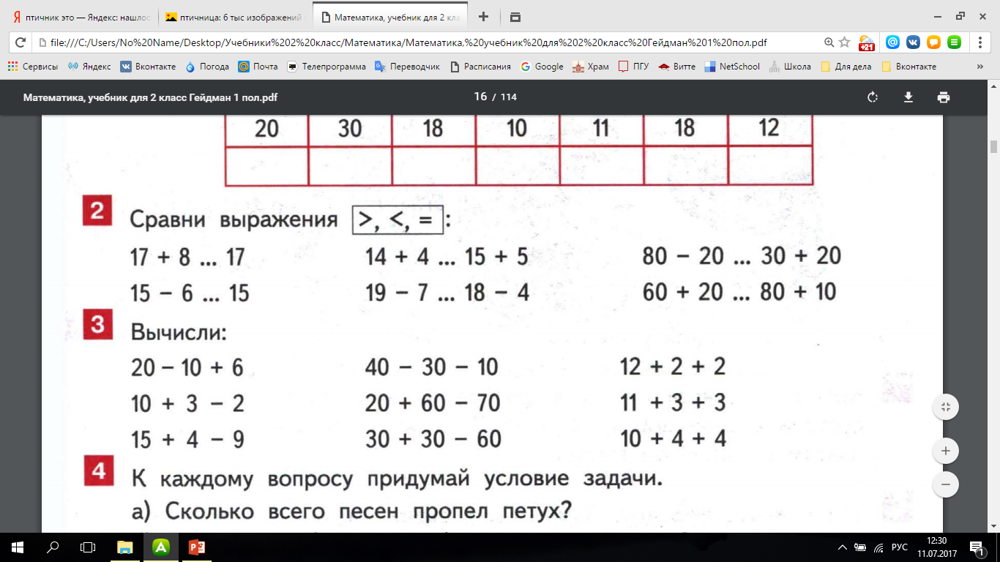 птичник это — Яндекс: нашлос
птичница: 6 тыс изображений
Математика, учебник для 2 кла
file:///C:/Users/No%20Name/Desktop/Учебники%202%20класс/Математика/Математика,%20учебник%20для%202%20класс%20Гейдман%201%20пол.pdf
+21
Сервисы Яндекс Вконтакте Погода Почта Телепрограмма Переводчик Расписания Google Храм ПГУ Витте NetSchool Школа Для дела Вконтакте »
Математика, учебник для 2 класс Гейдман 1 пол.pdf 16 / 114
20 30 18 10 11 18 12
2 Сравни выражения >, <, = :
17 + 8 ... 17 14 + 4 ... 15 + 5 80 − 20 ... 30 + 20
15 − 6 ... 15 19 − 7 ... 18 − 4 60 + 20 ... 80 + 10
3 Вычисли:
20 − 10 + 6 40 − 30 − 10 12 + 2 + 2
10 + 3 − 2 20 + 60 − 70 11 + 3 + 3
15 + 4 − 9 30 + 30 − 60 10 + 4 + 4
4 К каждому вопросу придумай условие задачи.
а) Сколько всего песен пропел петух?
РУС 12:30
11.07.2017 1